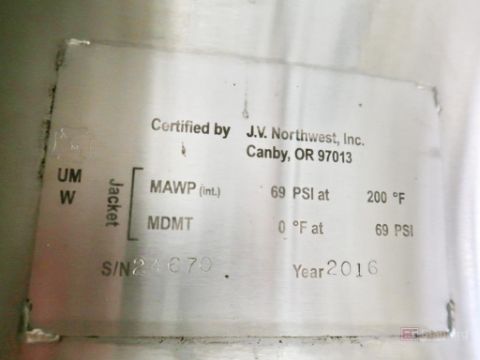 Certified by J.V. Northwest, Inc.
Canby, OR 97013
UM
W
Jacket
MAWP (int.) 69 PSI at 200 °F
MDMT 0 °F at 69 PSI
S/N 24670 Year 2016